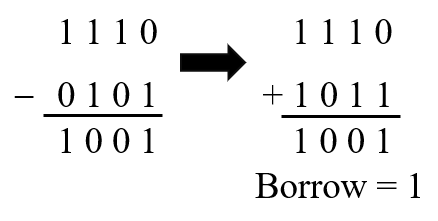 1 1 1 0 1 1 1 0
− 0 1 0 1 + 1 0 1 1
1 0 0 1 1 0 0 1
Borrow = 1